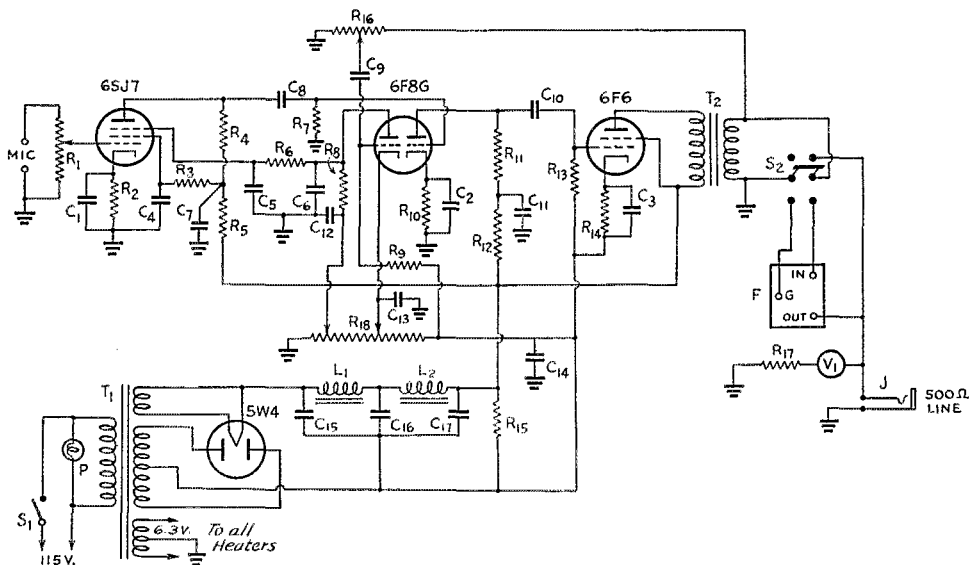 R16
C9
6SJ7
C8
6F8G
C10
6F6
T2
MIC
R1
R4
R7
R8
R11
R13
R2
R3
R6
C1
C4
C7
R5
C5
C6
C12
R10
C2
C11
R12
R14
C3
S2
R9
F
G
IN
OUT
R18
C13
C14
R17
V1
J
500Ω
LINE
T1
L1
L2
5W4
C15
C16
C17
R15
P
S1
115V.
6.3V.
To all
Heaters